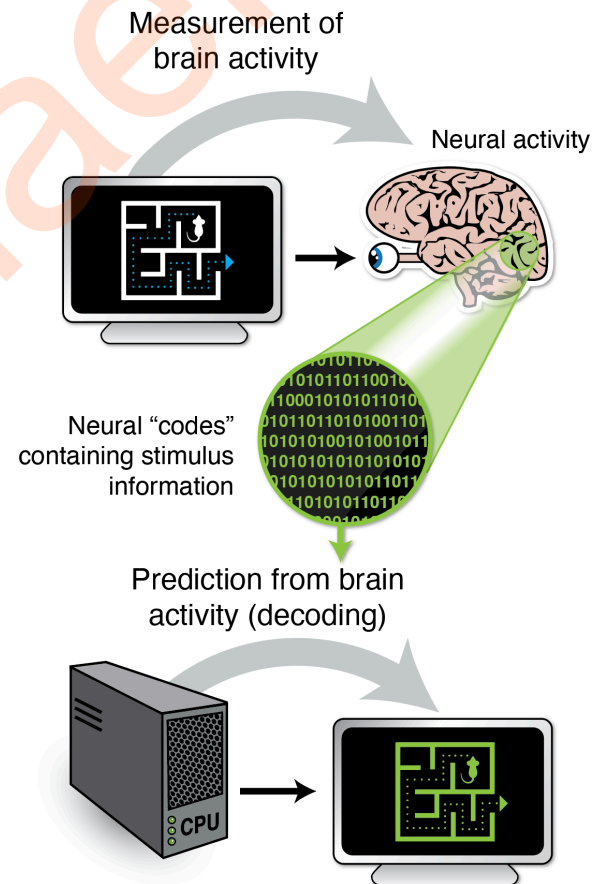 Measurement of
brain activity
Neural activity
Neural “codes”
containing stimulus
information
Prediction from brain
activity (decoding)
CPU